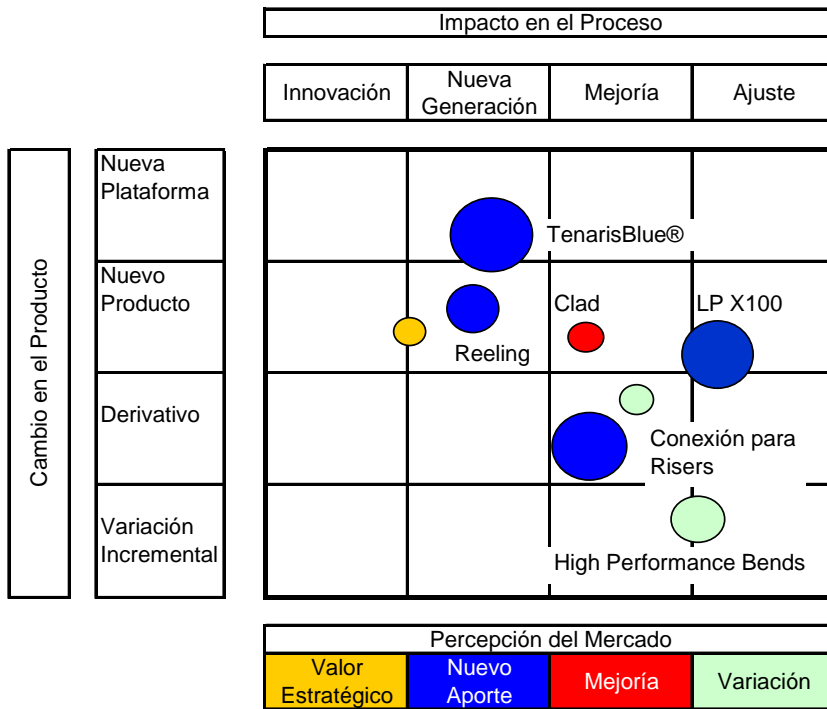 Impacto en el Proceso
Innovación
Nueva
Generación
Mejoría
Ajuste
Cambio en el Producto
Nueva
Plataforma
TenarisBlue®
Nuevo
Producto
Clad
LP X100
Reeling
Derivativo
Conexión para
Risers
Variación
Incremental
High Performance Bends
Percepción del Mercado
Valor
Estratégico
Nuevo
Aporte
Mejoría
Variación